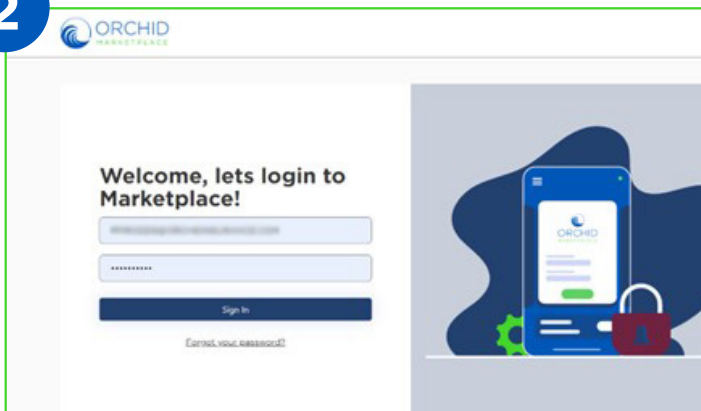 2
ORCHID
MARKETPLACE
Welcome, lets login to
Marketplace!
••••••••••
Sign In
Forgot your password?
ORCHID
MARKETPLACE